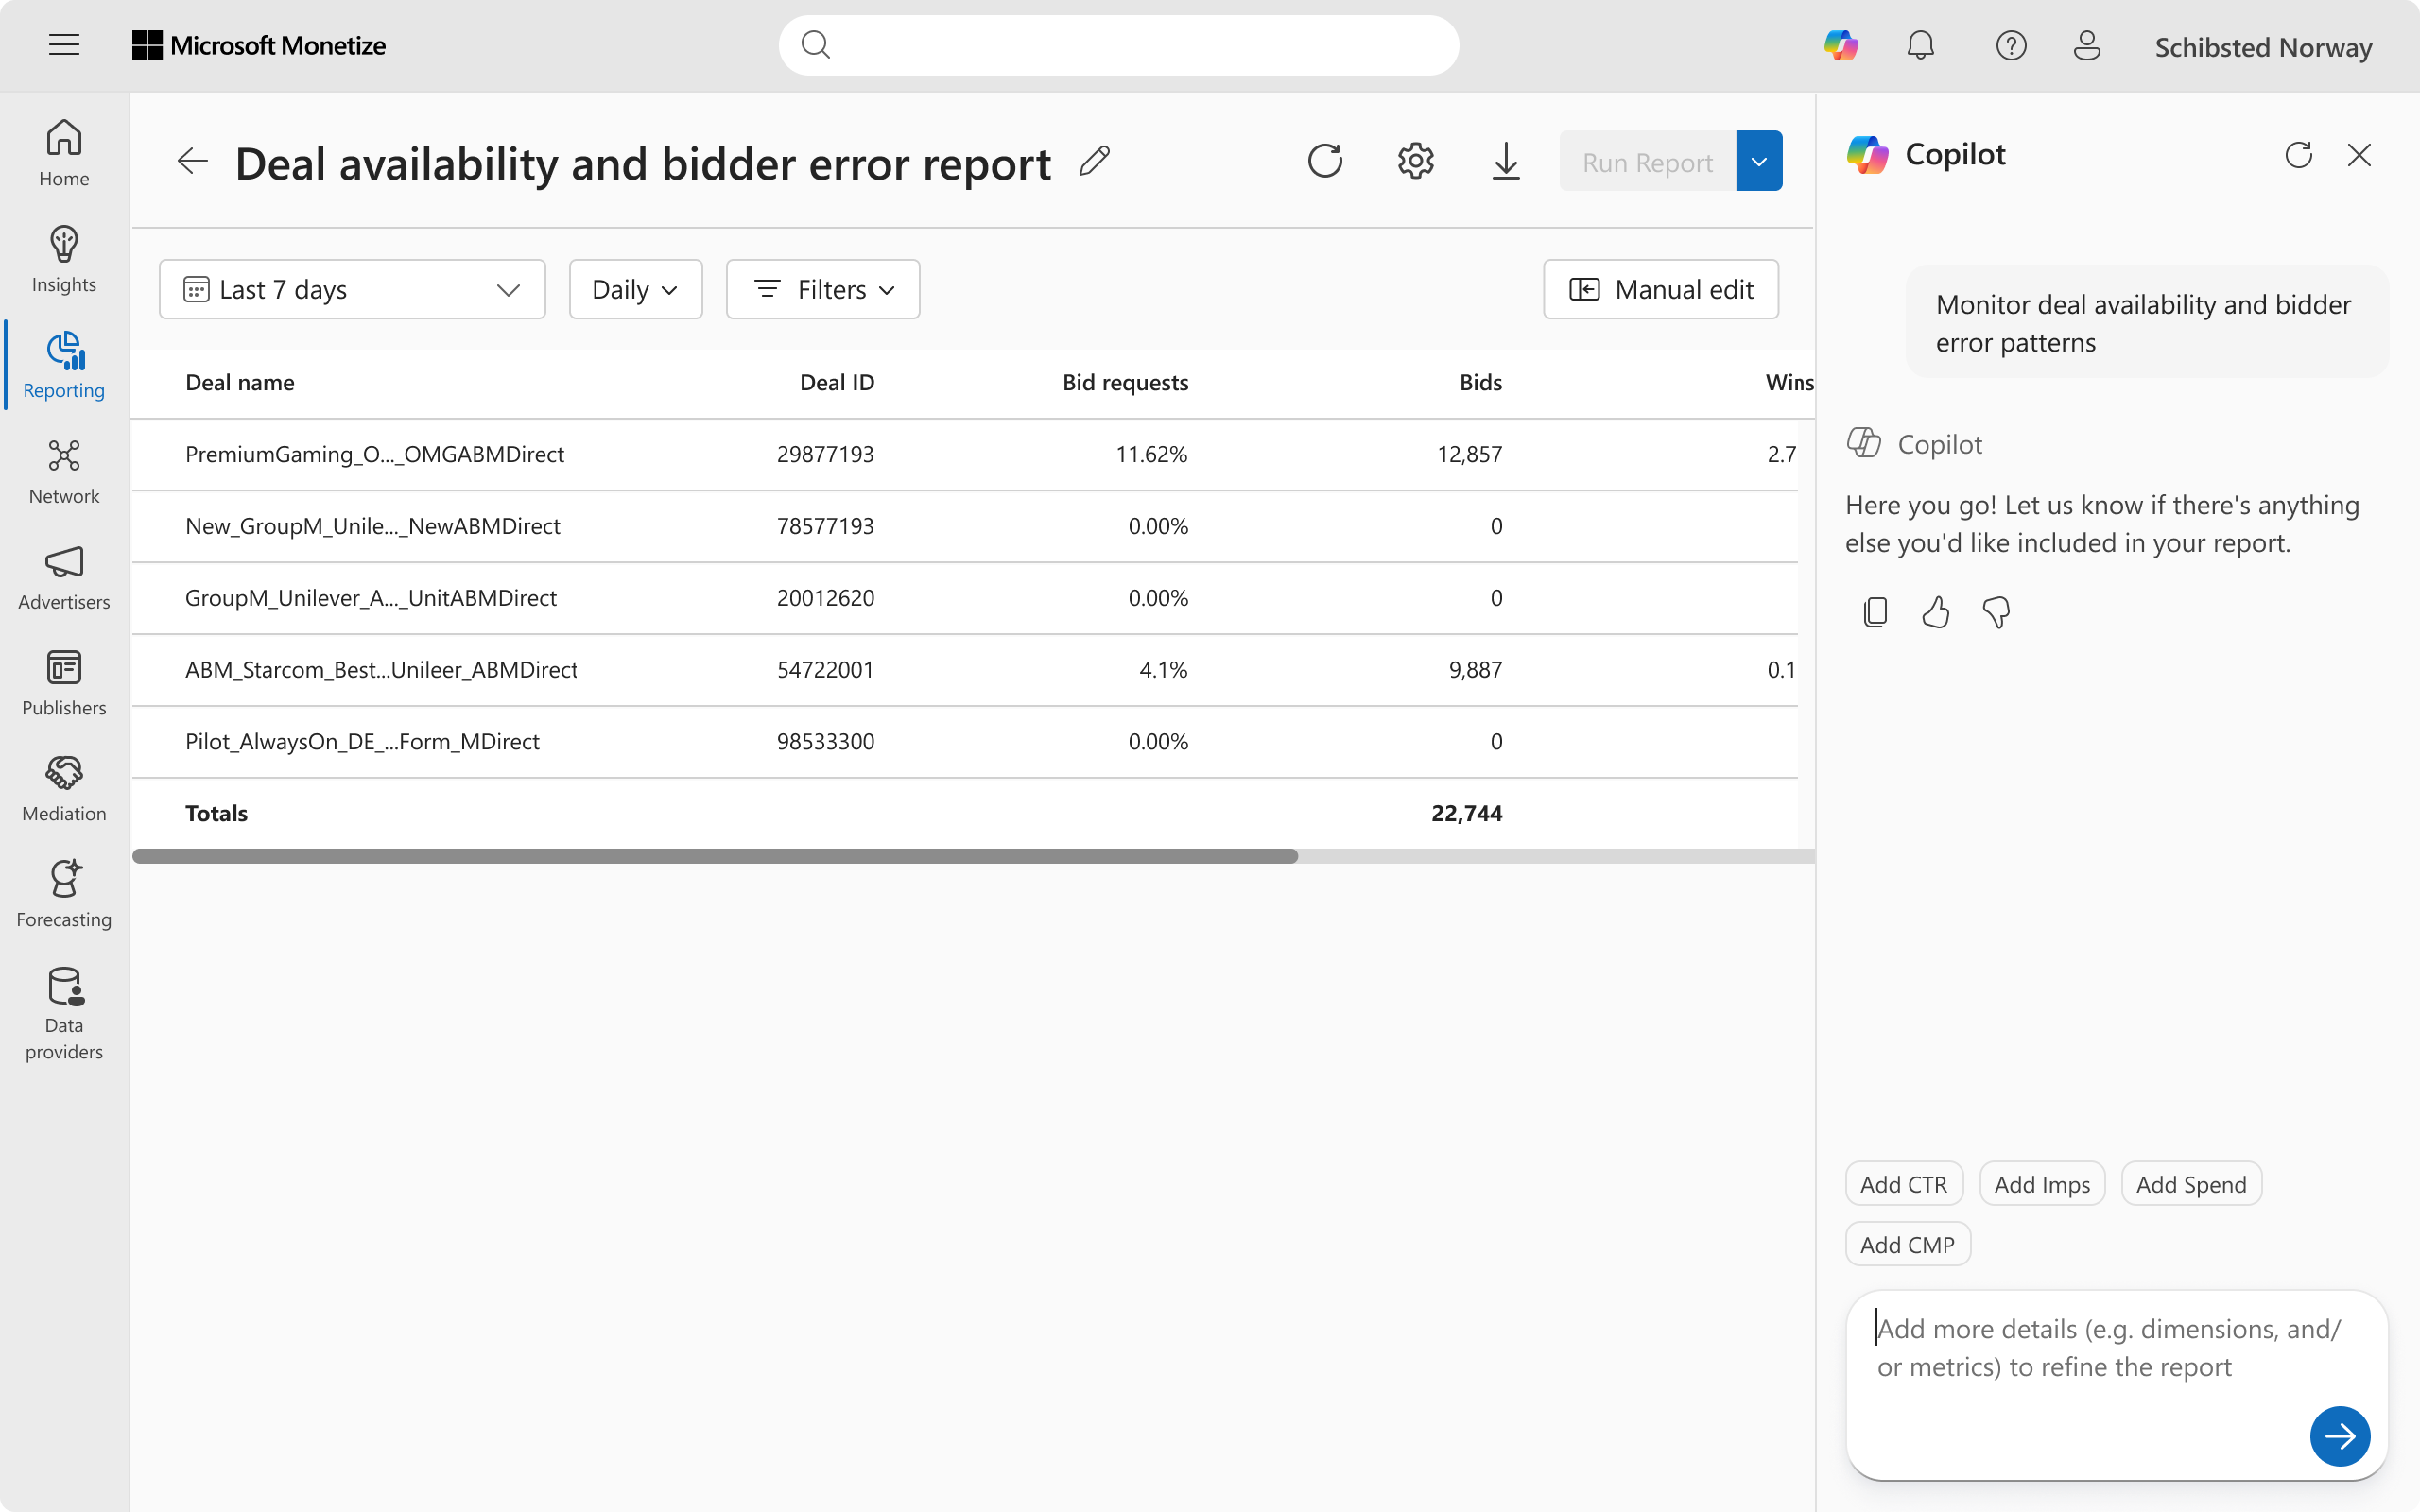 Microsoft Monetize
Schibsted Norway
Home
Insights
Reporting
Network
Advertisers
Publishers
Mediation
Forecasting
Data
providers
Deal availability and bidder error report
Run Report
Last 7 days
Daily
Filters
Manual edit
Deal name Deal ID Bid requests Bids Wins
PremiumGaming_O..._OMGABMDirect 29877193 11.62% 12,857 2.7
New_GroupM_Unile..._NewABMDirect 78577193 0.00% 0
GroupM_Unilever_A..._UnitABMDirect 20012620 0.00% 0
ABM_Starcom_Best...Unileer_ABMDirect 54722001 4.1% 9,887 0.1
Pilot_AlwaysOn_DE_...Form_MDirect 98533300 0.00% 0
Totals 22,744
Copilot
Monitor deal availability and bidder
error patterns
Copilot
Here you go! Let us know if there's anything
else you'd like included in your report.
Add CTR
Add Imps
Add Spend
Add CMP
Add more details (e.g. dimensions, and/
or metrics) to refine the report